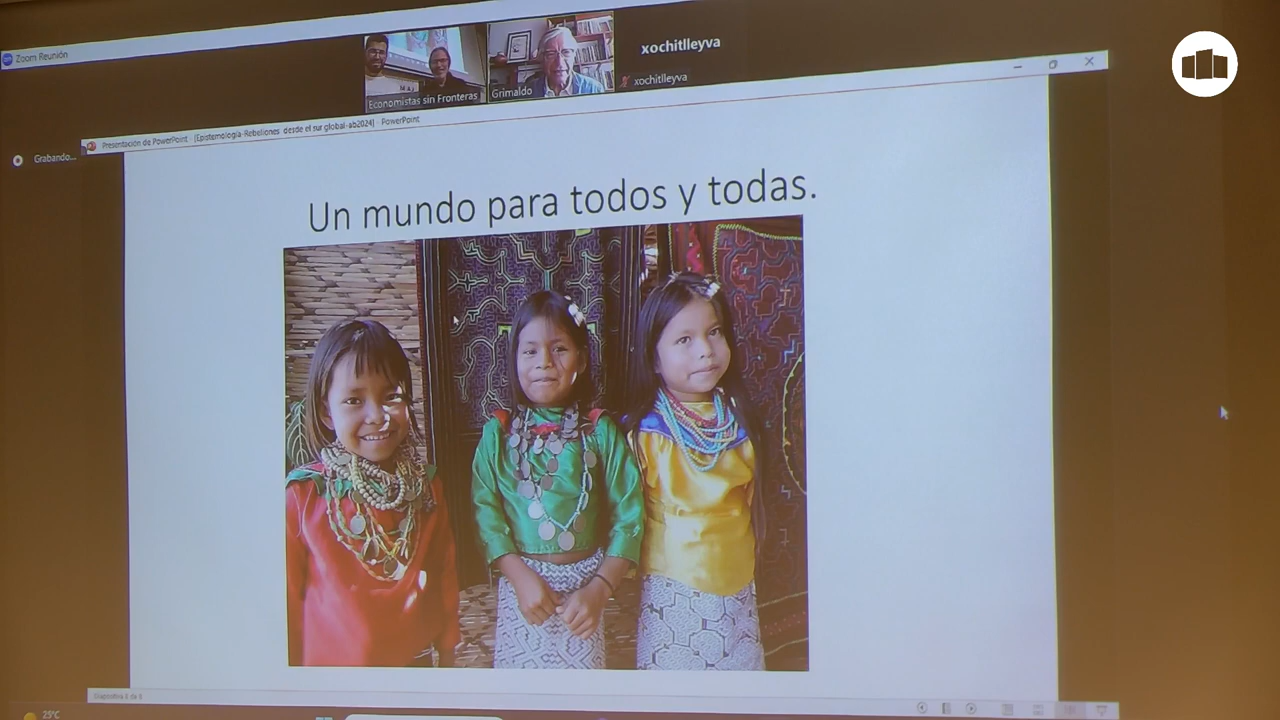 Zoom Reunión
Economistas sin Fronteras
Grimaldo
xochitlleyva
xochitlleyva
Presentación de PowerPoint - (Epistemología-Rebeliones desde el sur global-ab2024) - PowerPoint
Grabando...
Un mundo para todos y todas.
25°C